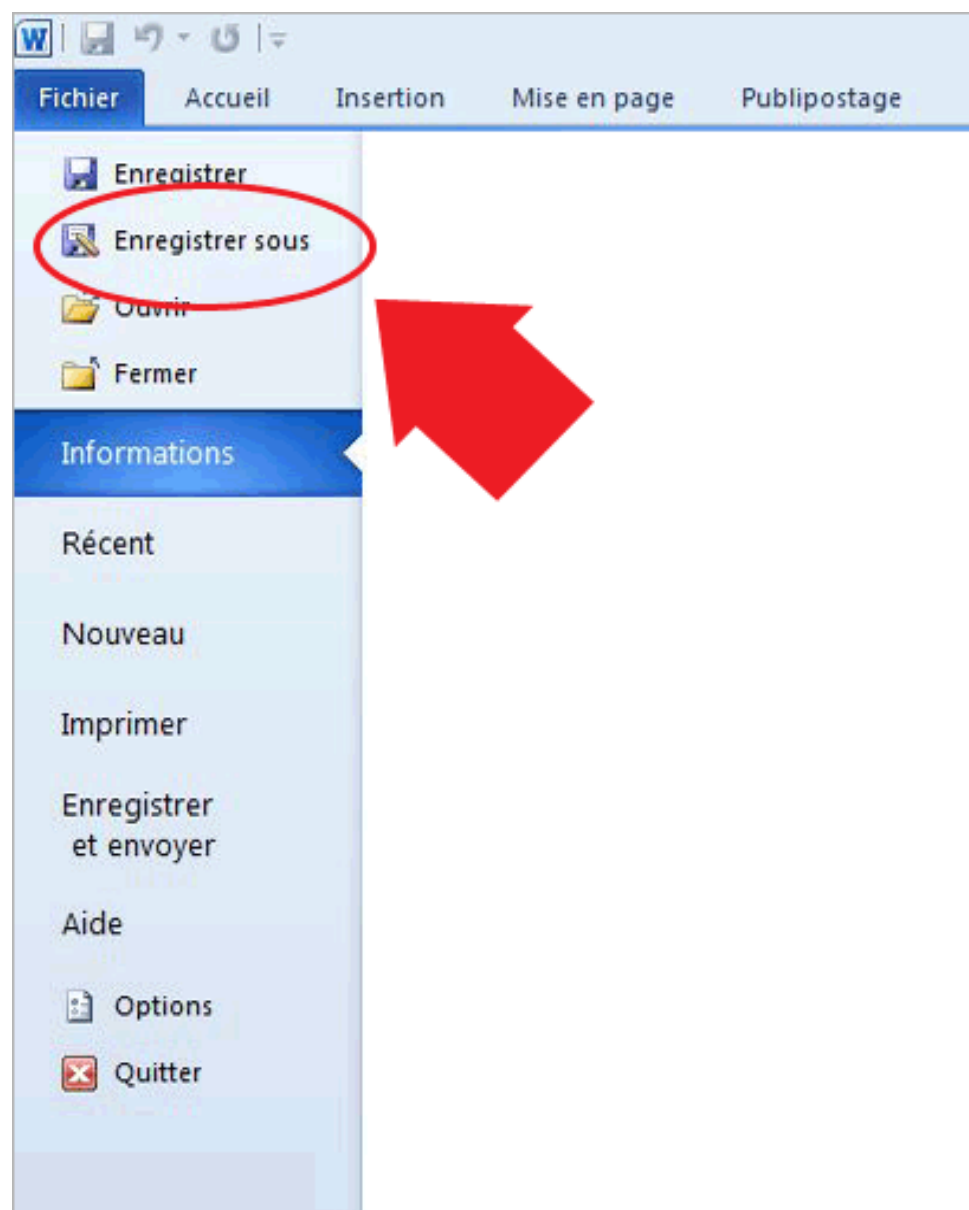 W
Fichier Accueil Insertion Mise en page Publipostage
Enregistrer
Enregistrer sous
Ouvrir
Fermer
Informations
Récent
Nouveau
Imprimer
Enregistrer
et envoyer
Aide
Options
Quitter